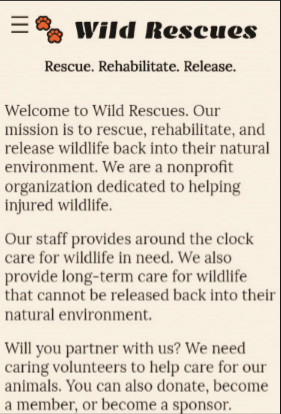 Wild Rescues
Rescue. Rehabilitate. Release.
Welcome to Wild Rescues. Our
mission is to rescue, rehabilitate, and
release wildlife back into their natural
environment. We are a nonprofit
organization dedicated to helping
injured wildlife.
Our staff provides around the clock
care for wildlife in need. We also
provide long-term care for wildlife
that cannot be released back into their
natural environment.
Will you partner with us? We need
caring volunteers to help care for our
animals. You can also donate, become
a member, or become a sponsor.